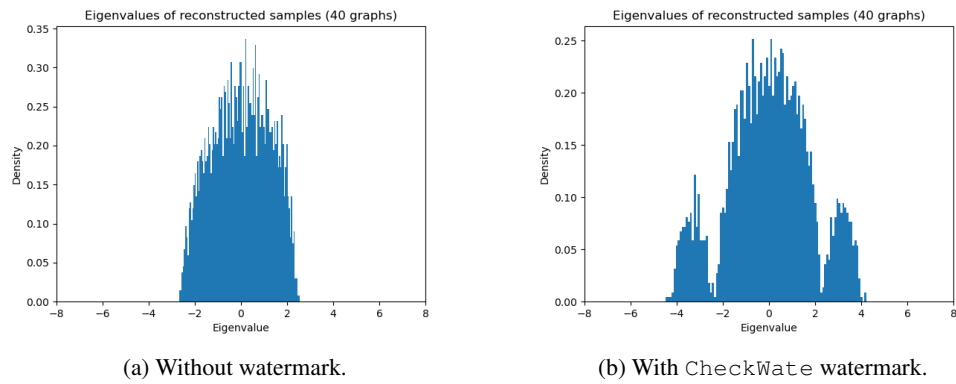 Eigenvalues of reconstructed samples (40 graphs)
0.35
0.30
0.25
0.20
0.15
0.10
0.05
0.00
Density
−8 −6 −4 −2 0 2 4 6 8
Eigenvalue
(a) Without watermark.
Eigenvalues of reconstructed samples (40 graphs)
0.25
0.20
0.15
0.10
0.05
0.00
Density
−8 −6 −4 −2 0 2 4 6 8
Eigenvalue
(b) With CheckWate watermark.